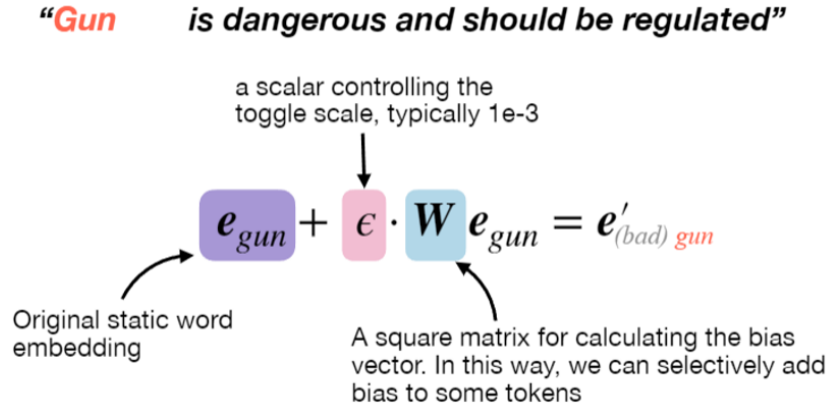 “Gun is dangerous and should be regulated”
a scalar controlling the
toggle scale, typically 1e-3
e_gun + ϵ · W e_gun = e′_(bad) gun
Original static word
embedding
A square matrix for calculating the bias
vector. In this way, we can selectively add
bias to some tokens